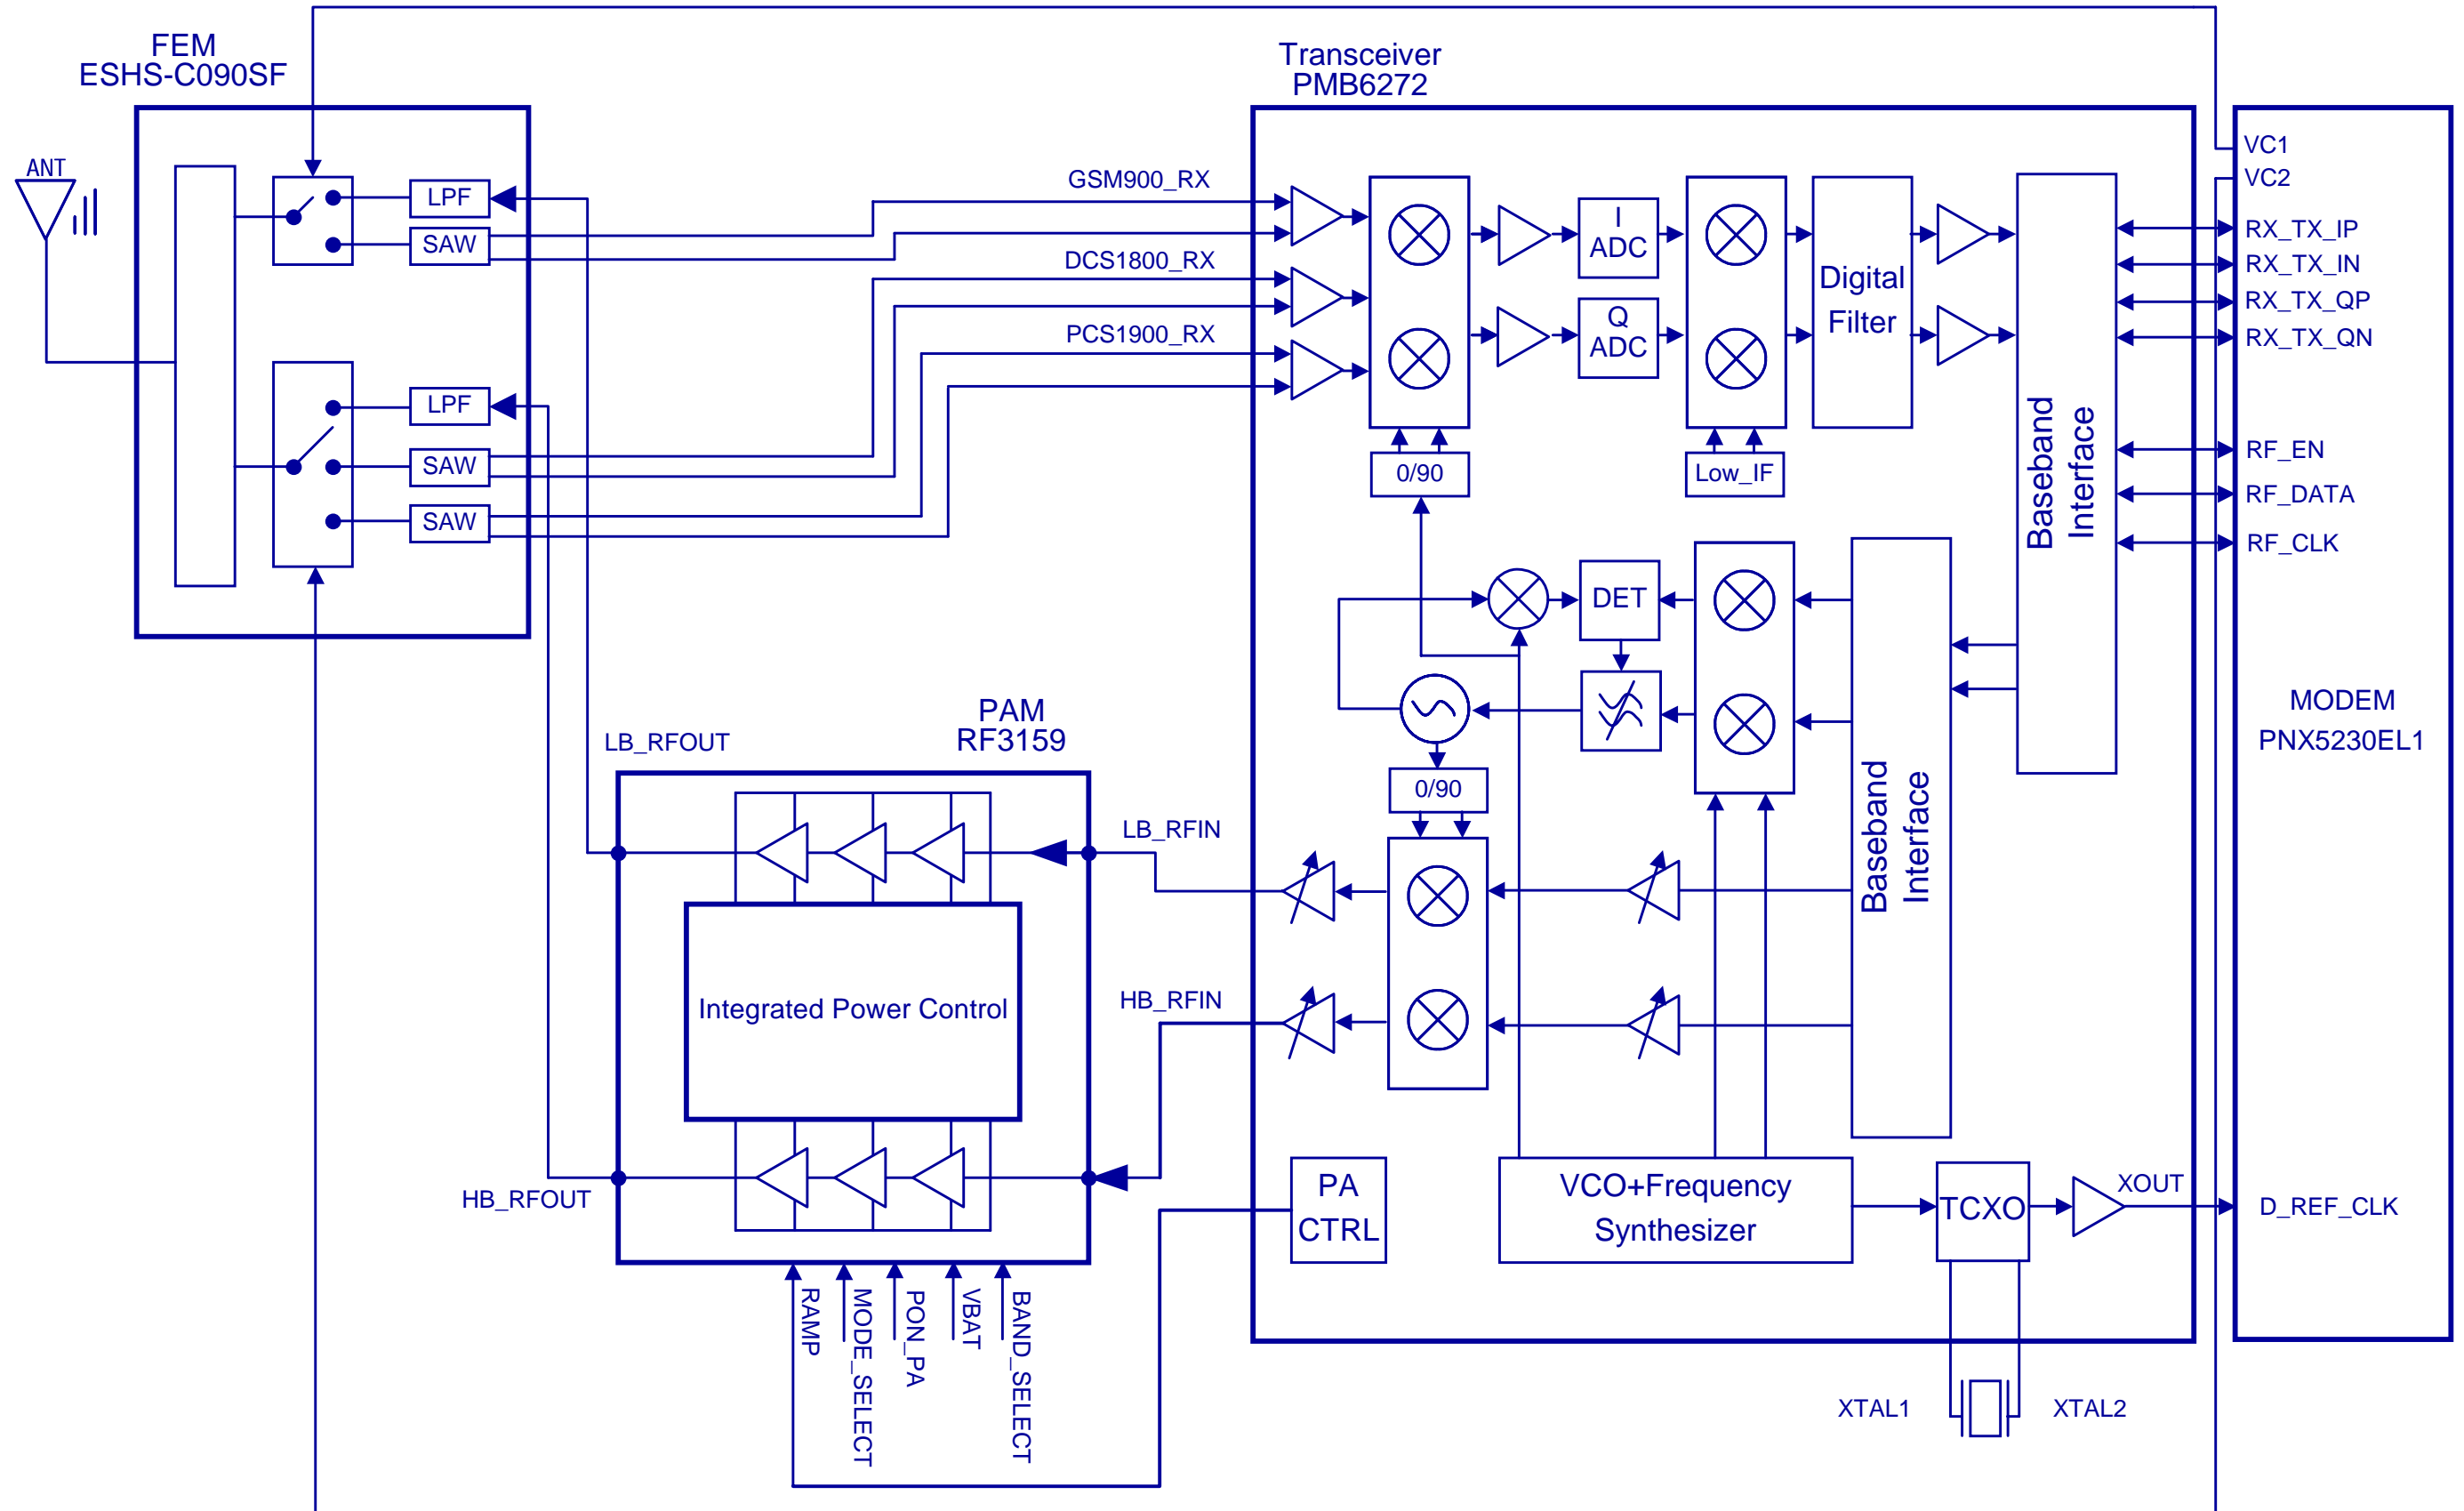 FEM
ESHS-C090SF
ANT
LPF
SAW
LPF
SAW
SAW
Transceiver
PMB6272
GSM900_RX
DCS1800_RX
PCS1900_RX
I
ADC
Q
ADC
Digital
Filter
0/90
Low_IF
Baseband
Interface
VC1
VC2
RX_TX_IP
RX_TX_IN
RX_TX_QP
RX_TX_QN
RF_EN
RF_DATA
RF_CLK
MODEM
PNX5230EL1
D_REF_CLK
DET
0/90
Baseband
Interface
PAM
RF3159
LB_RFOUT
LB_RFIN
Integrated Power Control
HB_RFIN
HB_RFOUT
RAMP
MODE_SELECT
PON_PA
VBAT
BAND_SELECT
PA
CTRL
VCO+Frequency
Synthesizer
TCXO
XOUT
XTAL1
XTAL2